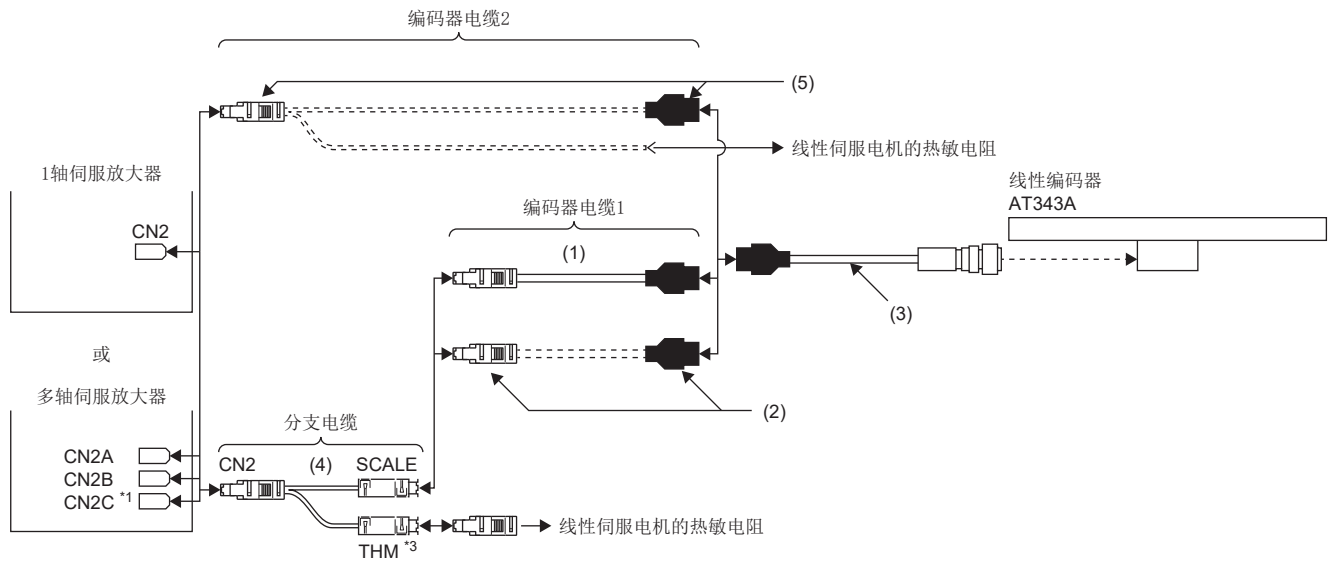 编码器电缆2
(5)
线性伺服电机的热敏电阻
1轴伺服放大器
CN2
编码器电缆1
(1)
线性编码器
AT343A
(3)
或
多轴伺服放大器
(2)
分支电缆
CN2A
CN2B
CN2C *1
CN2
(4)
SCALE
THM *3
线性伺服电机的热敏电阻